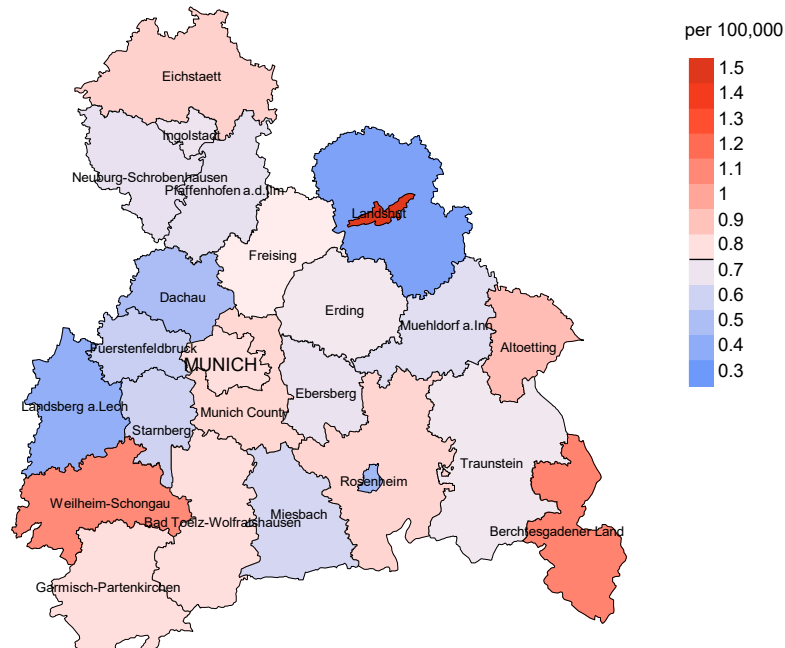 per 100,000
1.5
1.4
1.3
1.2
1.1
1
0.9
0.8
0.7
0.6
0.5
0.4
0.3
Eichstaett
Ingolstadt
Neuburg-Schrobenhausen
Pfaffenhofen a.d.Ilm
Landshut
Freising
Dachau
Erding
Muehldorf a.Inn
Altoetting
Fuerstenfeldbruck
MUNICH
Ebersberg
Landsberg a.Lech
Munich County
Starnberg
Traunstein
Rosenheim
Weilheim-Schongau
Bad Toelz-Wolfratshausen
Miesbach
Berchtesgadener Land
Garmisch-Partenkirchen